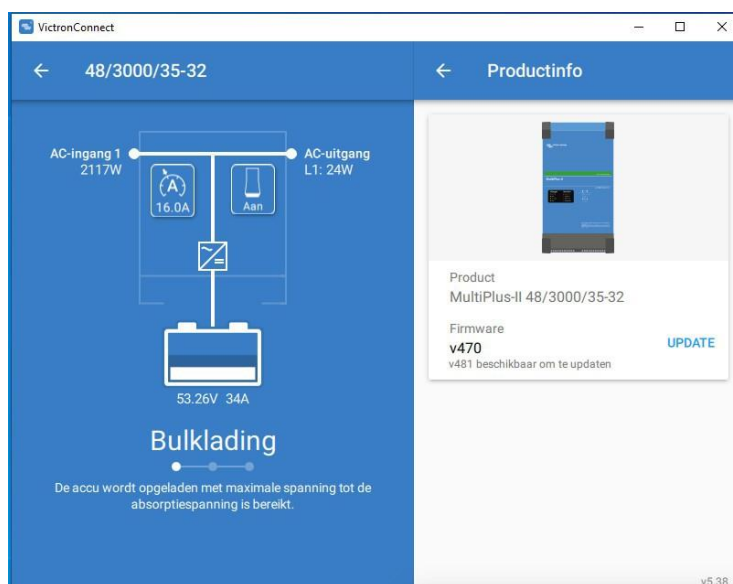 VictronConnect
48/3000/35-32
AC-ingang 1
2117W
AC-uitgang
L1: 24W
16.0A
Aan
53.26V 34A
Bulklading
De accu wordt opgeladen met maximale spanning tot de
absorptiespanning is bereikt.
Productinfo
Product
MultiPlus-II 48/3000/35-32
Firmware
v470
UPDATE
v481 beschikbaar om te updaten
v5.38